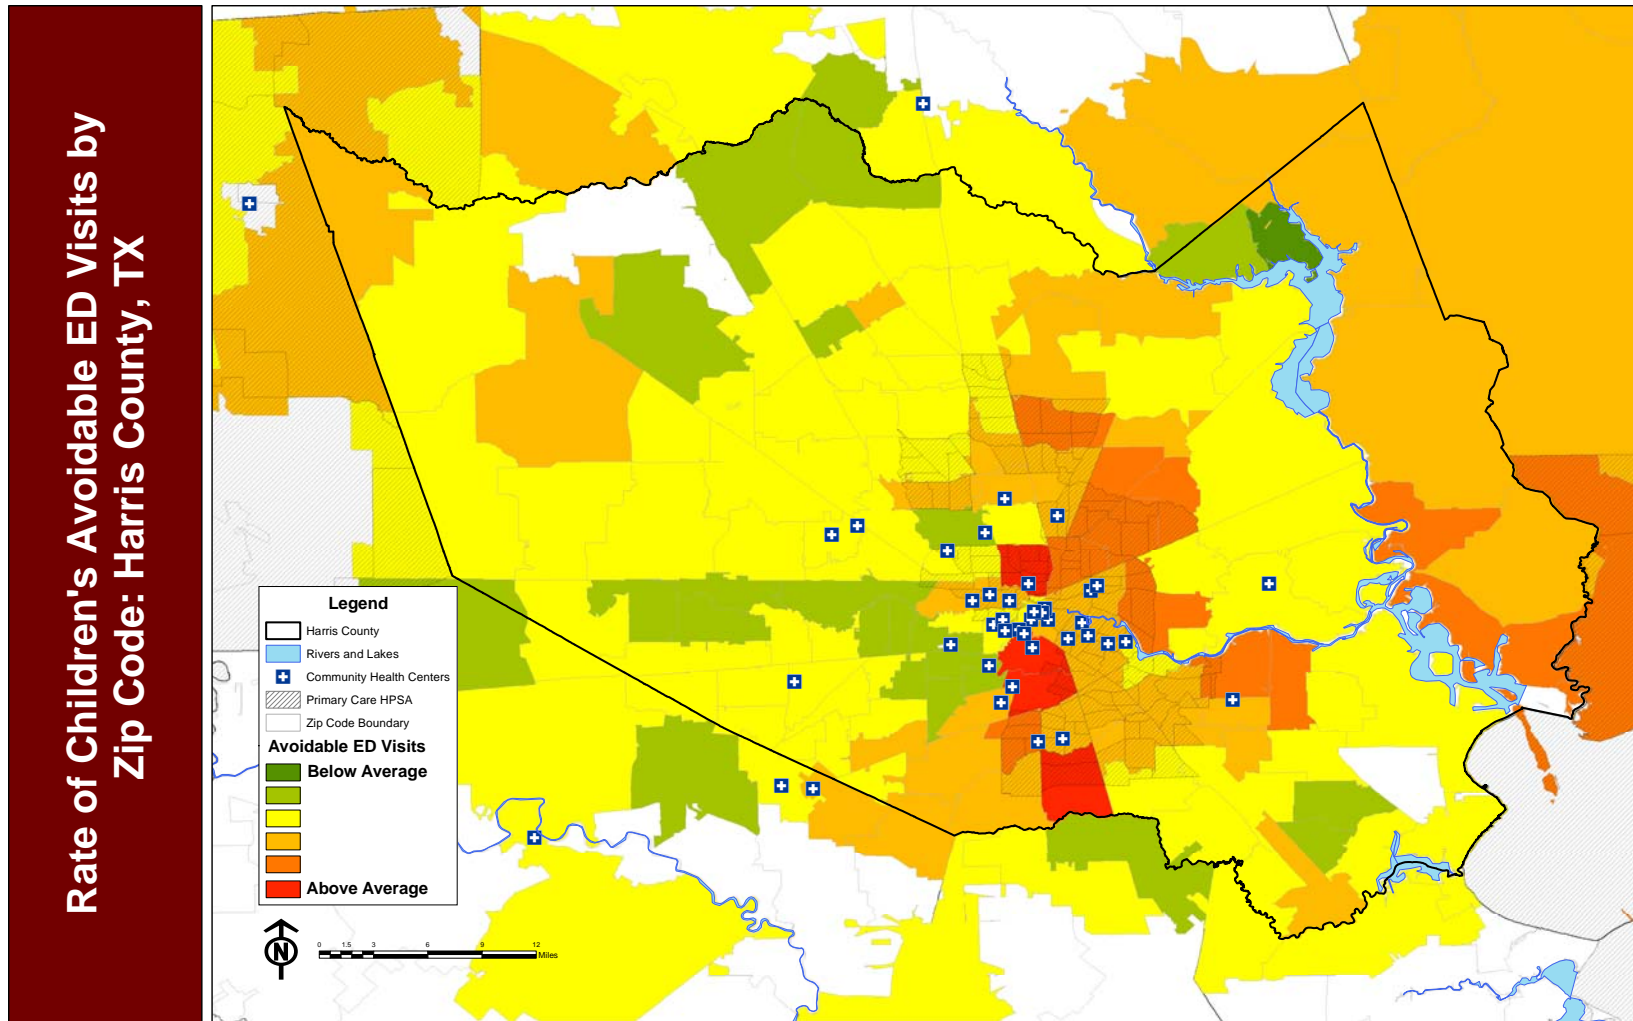 Rate of Children's Avoidable ED Visits by
Zip Code: Harris County, TX
Legend
Harris County
Rivers and Lakes
Community Health Centers
Primary Care HPSA
Zip Code Boundary
Avoidable ED Visits
Below Average
Above Average
N
0 1.5 3 6 9 12
Miles